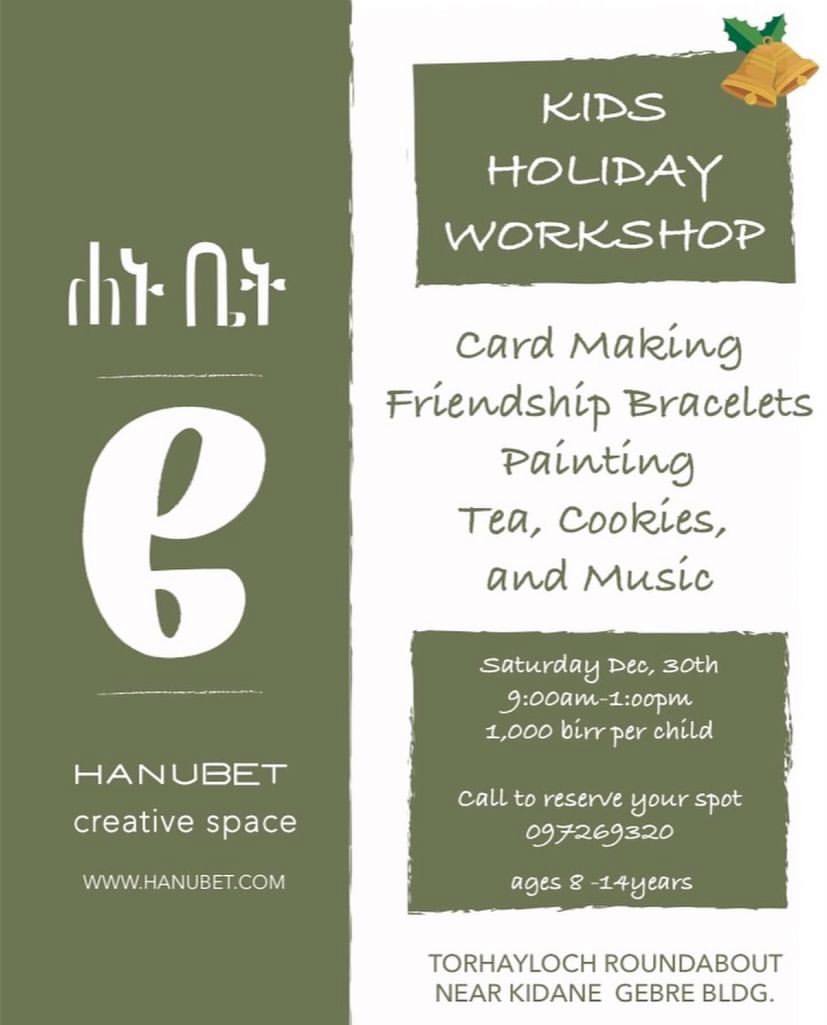 ሐኑ ቤት
HANUBET
creative space
WWW.HANUBET.COM
KIDS
HOLIDAY
WORKSHOP
Card Making
Friendship Bracelets
Painting
Tea, Cookies,
and Music
Saturday Dec, 30th
9:00am-1:00pm
1,000 birr per child
Call to reserve your spot
097269320
ages 8 -14years
TORHAYLOCH ROUNDABOUT
NEAR KIDANE GEBRE BLDG.